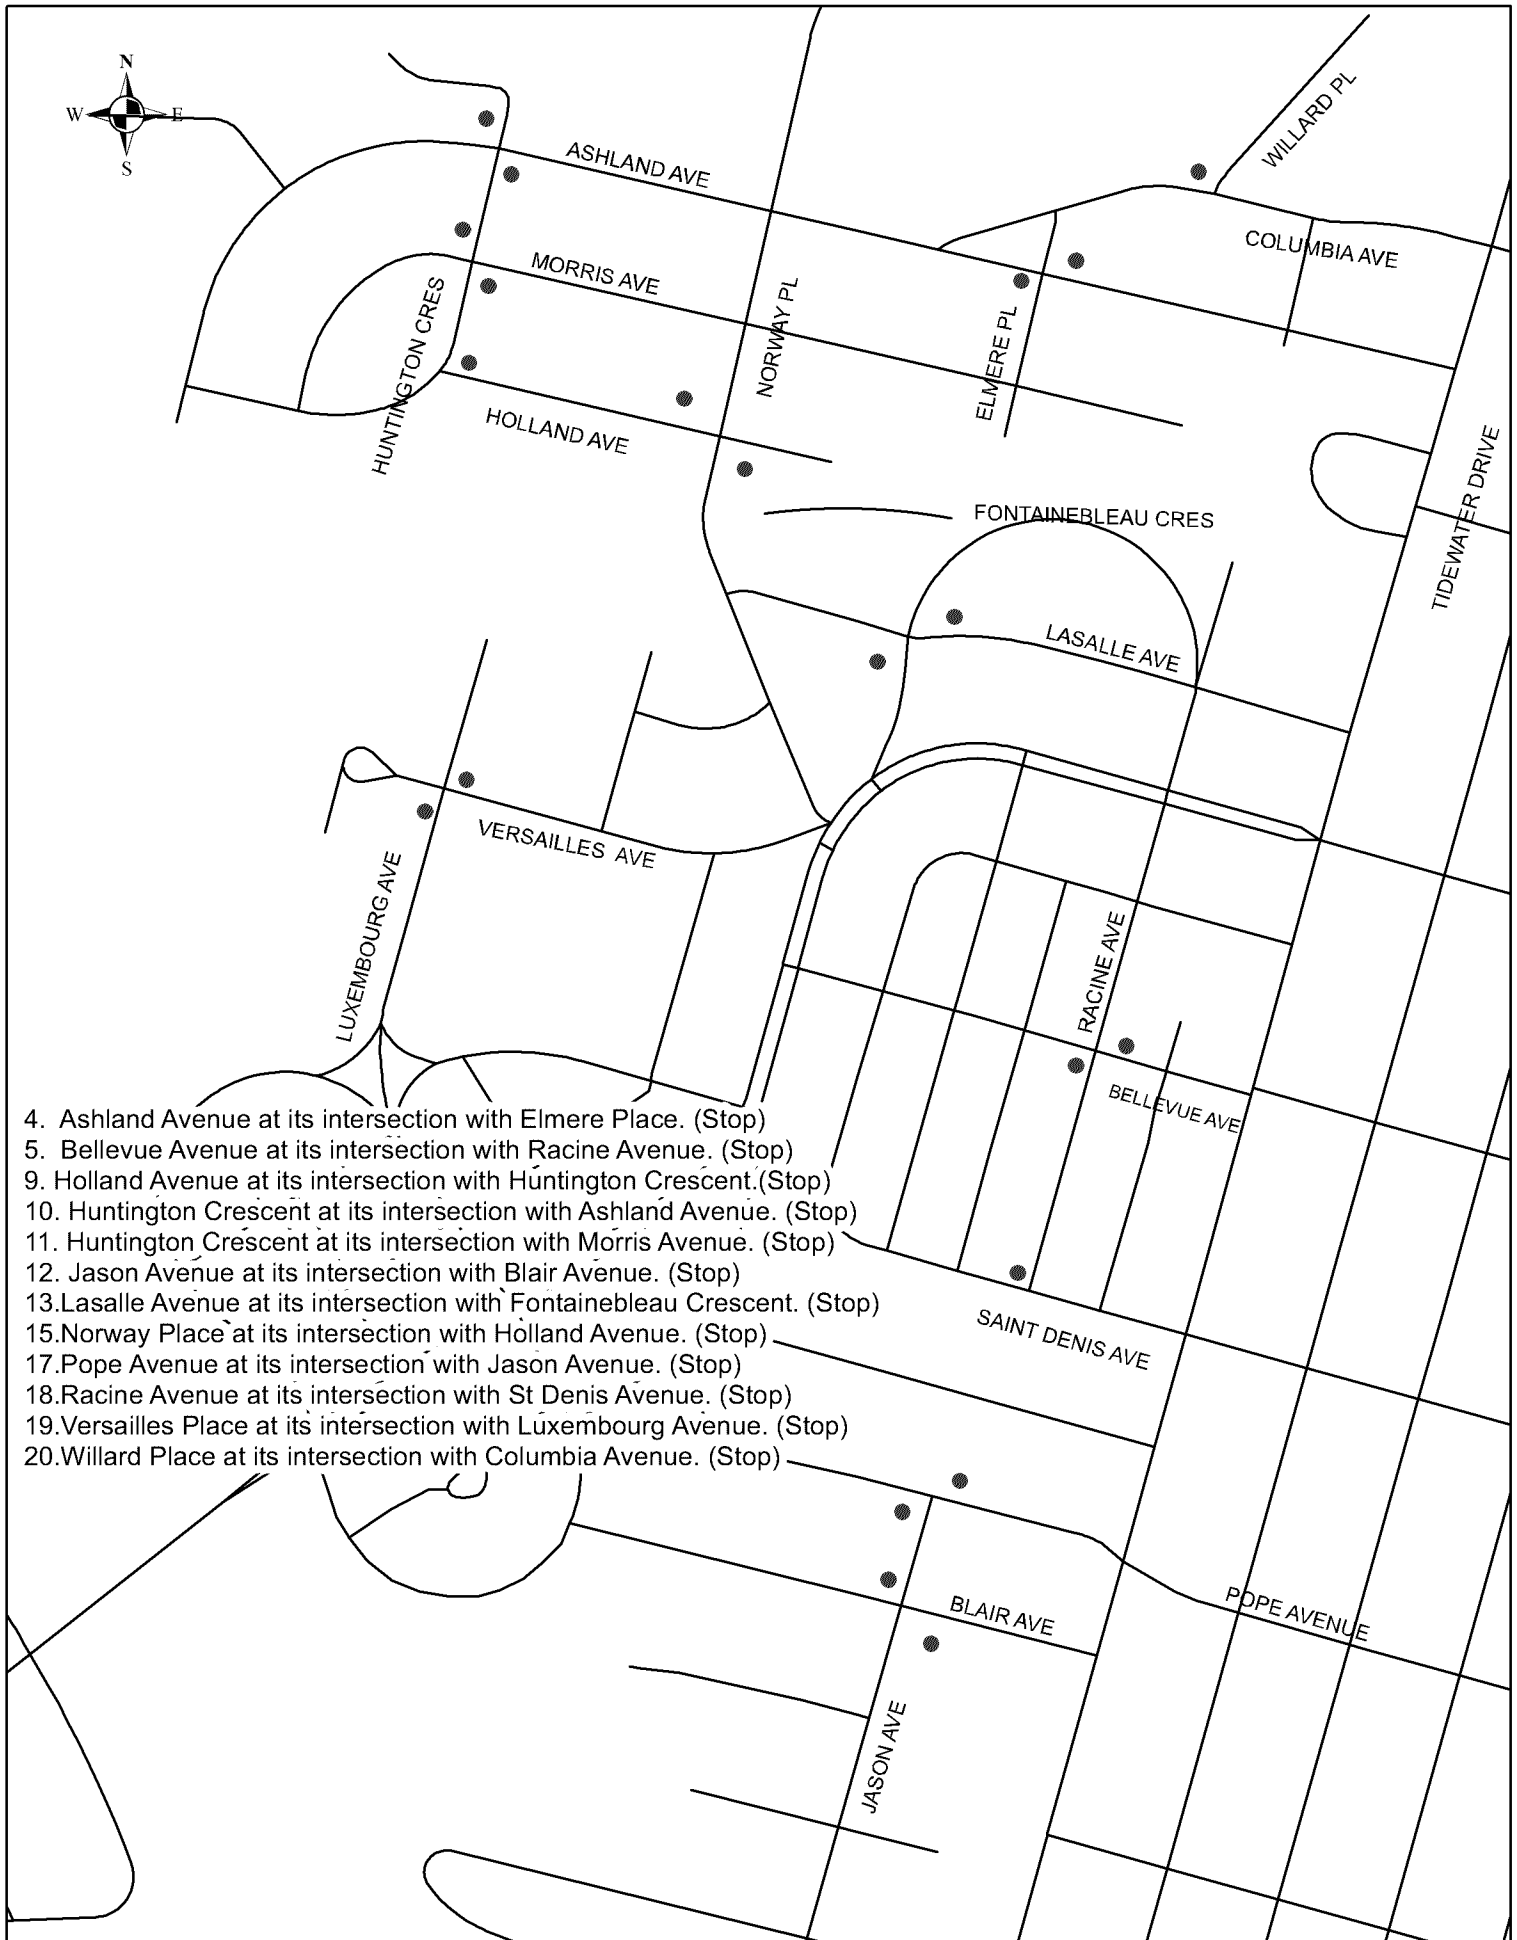 N
W E
S
ASHLAND AVE
WILLARD PL
COLUMBIA AVE
MORRIS AVE
HUNTINGTON CRES
NORWAY PL
ELMERE PL
HOLLAND AVE
TIDEWATER DRIVE
FONTAINEBLEAU CRES
LASALLE AVE
VERSAILLES AVE
LUXEMBOURG AVE
RACINE AVE
BELLEVUE AVE
4. Ashland Avenue at its intersection with Elmere Place. (Stop)
5. Bellevue Avenue at its intersection with Racine Avenue. (Stop)
9. Holland Avenue at its intersection with Huntington Crescent.(Stop)
10. Huntington Crescent at its intersection with Ashland Avenue. (Stop)
11. Huntington Crescent at its intersection with Morris Avenue. (Stop)
12. Jason Avenue at its intersection with Blair Avenue. (Stop)
13.Lasalle Avenue at its intersection with Fontainebleau Crescent. (Stop)
15.Norway Place at its intersection with Holland Avenue. (Stop)
17.Pope Avenue at its intersection with Jason Avenue. (Stop)
18.Racine Avenue at its intersection with St Denis Avenue. (Stop)
19.Versailles Place at its intersection with Luxembourg Avenue. (Stop)
20.Willard Place at its intersection with Columbia Avenue. (Stop)
SAINT DENIS AVE
BLAIR AVE
POPE AVENUE
JASON AVE